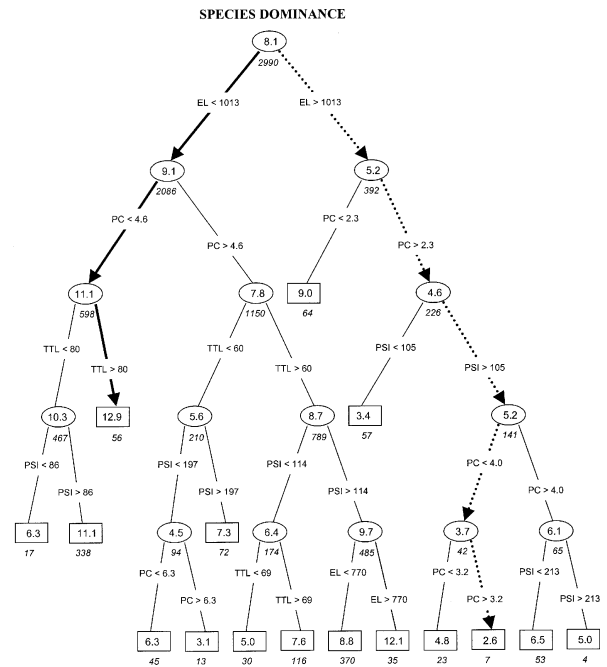 SPECIES DOMINANCE
8.1
2990
EL < 1013
EL > 1013
9.1
2086
5.2
392
PC < 4.6
PC > 4.6
PC < 2.3
PC > 2.3
11.1
598
7.8
1150
9.0
64
4.6
226
TTL < 80
TTL > 80
TTL < 60
TTL > 60
PSI < 105
PSI > 105
10.3
467
12.9
56
5.6
210
8.7
789
3.4
57
5.2
141
PSI < 86
PSI > 86
PSI < 197
PSI > 197
PSI < 114
PSI > 114
PC < 4.0
PC > 4.0
6.3
17
11.1
338
4.5
94
7.3
72
6.4
174
9.7
485
3.7
42
6.1
65
PC < 6.3
PC > 6.3
TTL < 69
TTL > 69
EL < 770
EL > 770
PC < 3.2
PC > 3.2
PSI < 213
PSI > 213
6.3
45
3.1
13
5.0
30
7.6
116
8.8
370
12.1
35
4.8
23
2.6
7
6.5
53
5.0
4